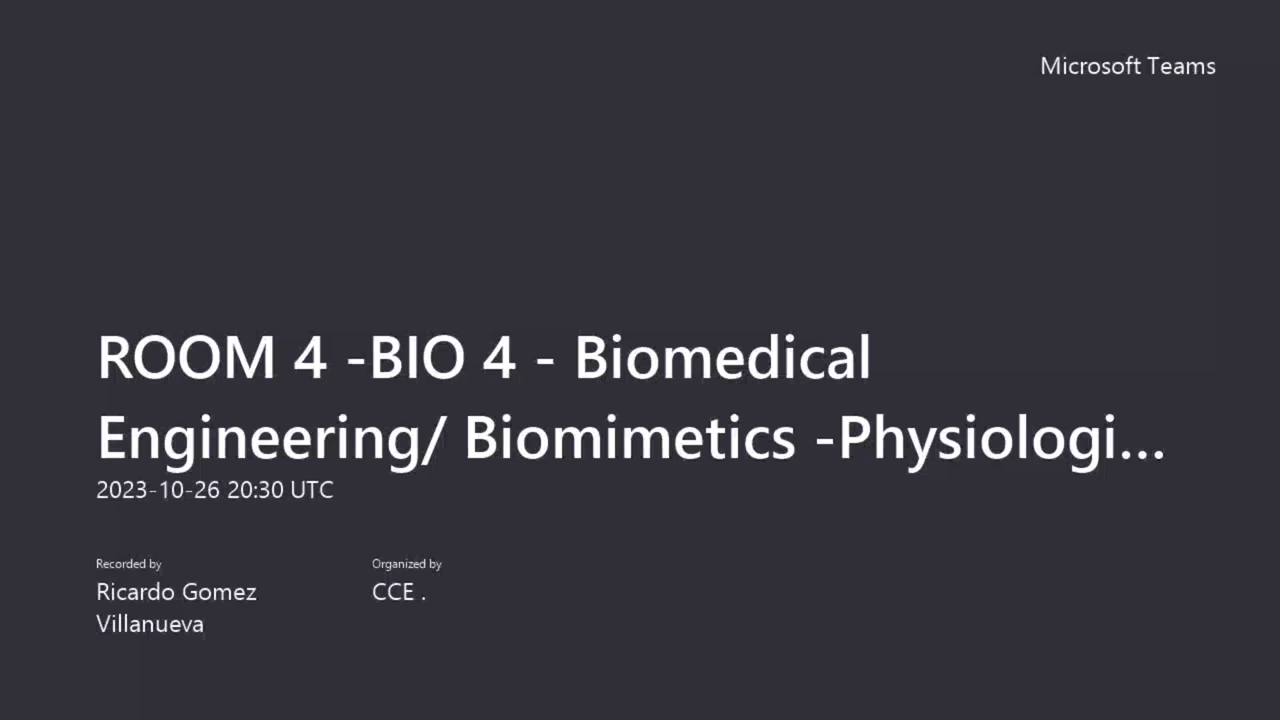 Microsoft Teams
ROOM 4 -BIO 4 - Biomedical
Engineering/ Biomimetics -Physiologi...
2023-10-26 20:30 UTC
Recorded by
Organized by
Ricardo Gomez
Villanueva
CCE .